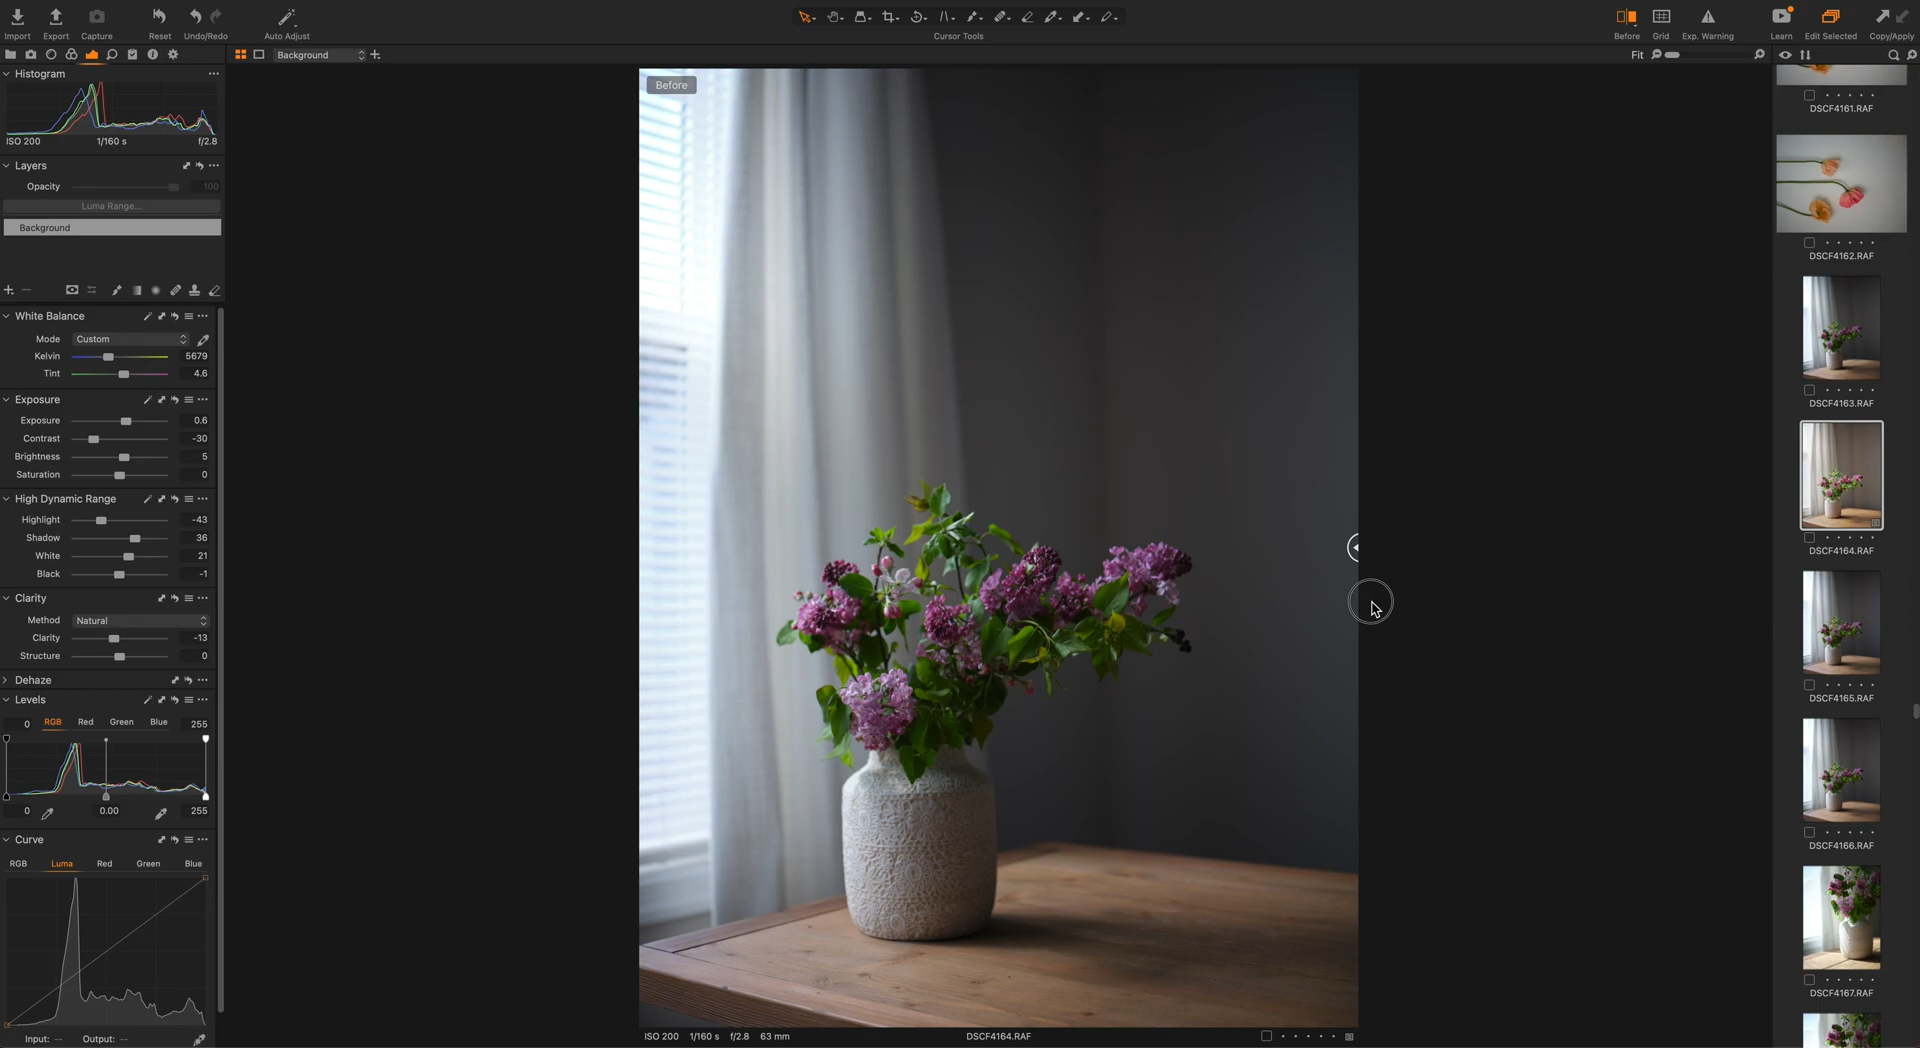 Import Export Capture Reset Undo/Redo Auto Adjust Cursor Tools Before Grid Exp. Warning Learn Edit Selected Copy/Apply
Background
Fit
Histogram
ISO 200 1/160 s f/2.8
Layers
Opacity 100
Luma Range...
Background
White Balance
Mode Custom
Kelvin 5679
Tint 4.6
Exposure
Exposure 0.6
Contrast -30
Brightness 5
Saturation 0
High Dynamic Range
Highlight -43
Shadow 36
White 21
Black -1
Clarity
Method Natural
Clarity -13
Structure 0
Dehaze
Levels
0 RGB Red Green Blue 255
0 0.00 255
Curve
RGB Luma Red Green Blue
Input: -- Output: --
Before
ISO 200 1/160 s f/2.8 63 mm DSCF4164.RAF
DSCF4161.RAF
DSCF4162.RAF
DSCF4163.RAF
DSCF4164.RAF
DSCF4165.RAF
DSCF4166.RAF
DSCF4167.RAF